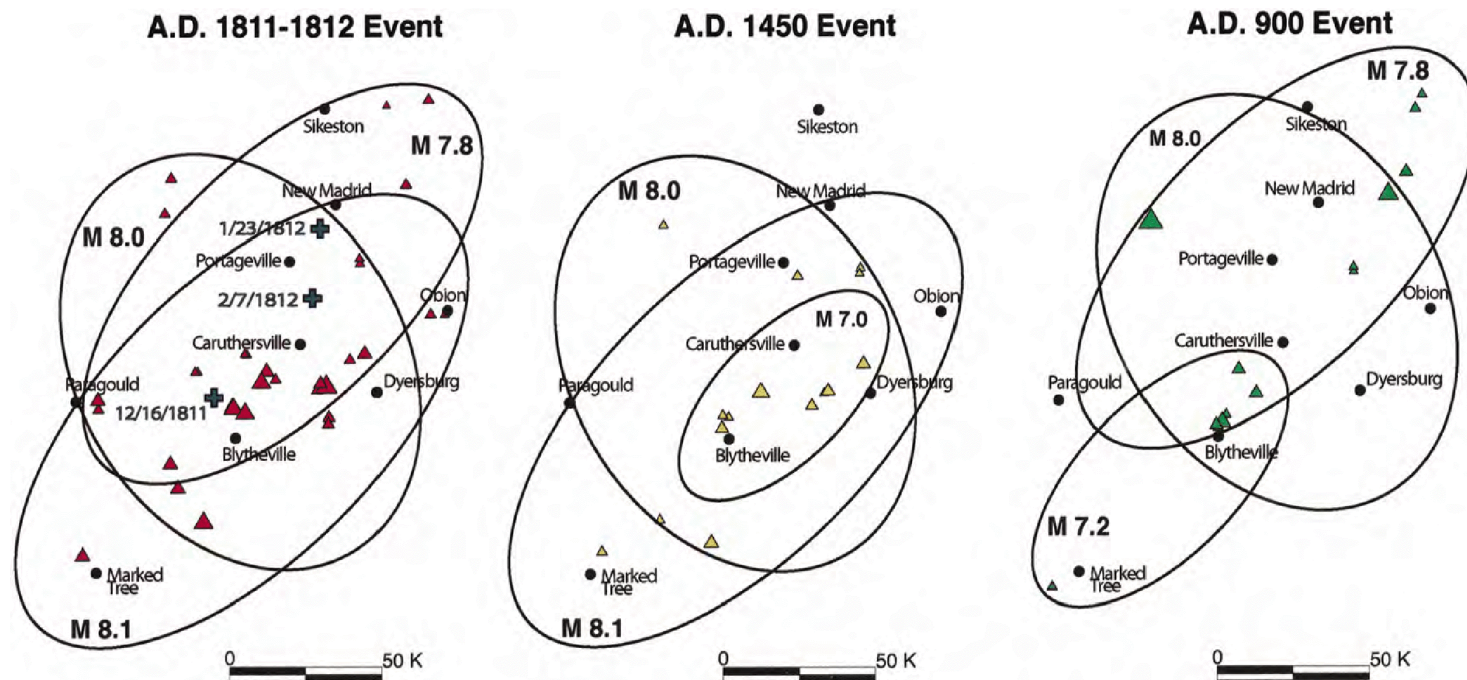 A.D. 1811-1812 Event
Sikeston
M 7.8
New Madrid
1/23/1812
M 8.0
Portageville
2/7/1812
Obion
Caruthersville
Paragould
Dyersburg
12/16/1811
Blytheville
Marked
Tree
M 8.1
0
50 K
A.D. 1450 Event
Sikeston
M 8.0
New Madrid
Portageville
Obion
M 7.0
Caruthersville
Paragould
Dyersburg
Blytheville
Marked
Tree
M 8.1
0
50 K
A.D. 900 Event
M 7.8
Sikeston
M 8.0
New Madrid
Portageville
Obion
Caruthersville
Paragould
Dyersburg
Blytheville
M 7.2
Marked
Tree
0
50 K